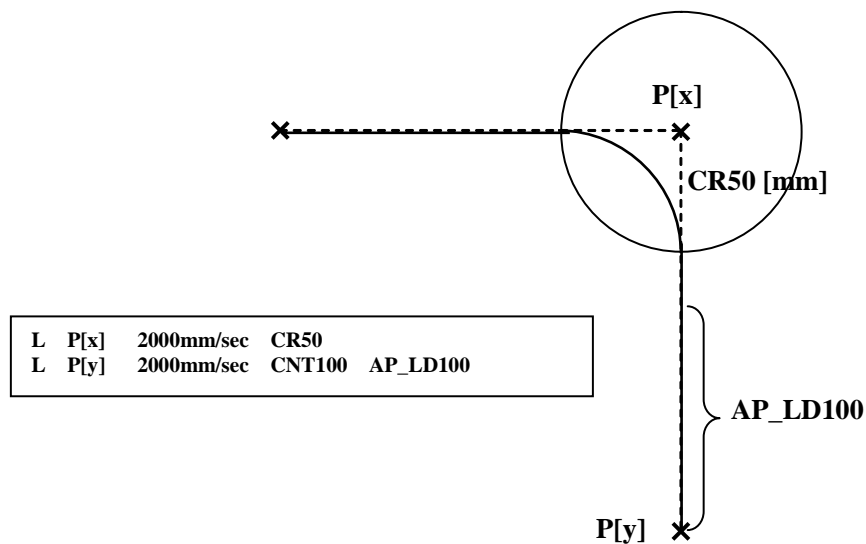 P[x]
CR50 [mm]
L P[x] 2000mm/sec CR50
L P[y] 2000mm/sec CNT100 AP_LD100
AP_LD100
P[y]